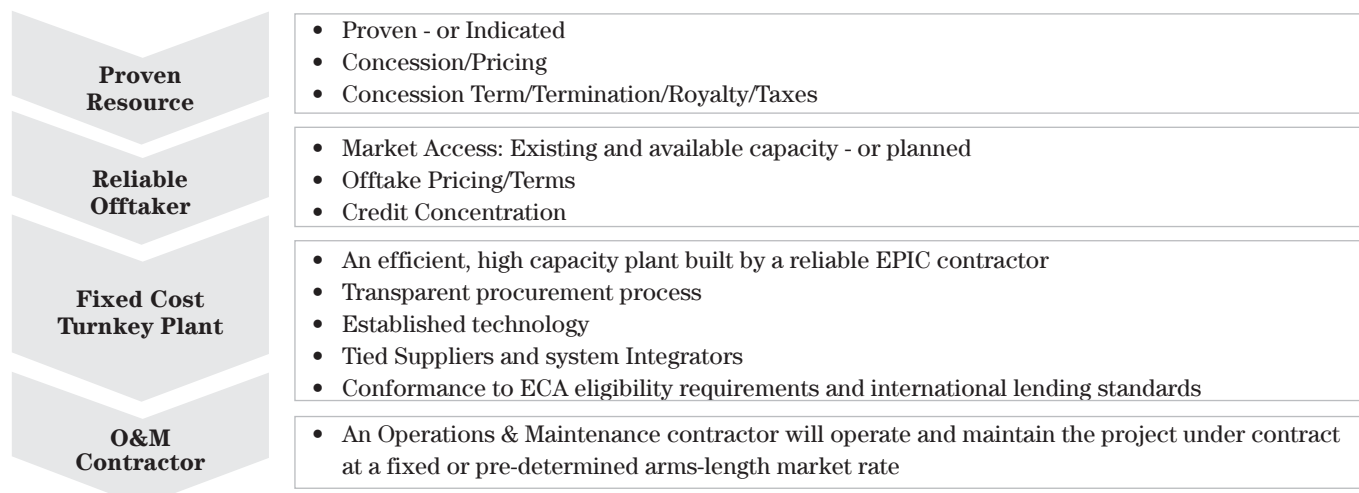 Proven
Resource
• Proven - or Indicated
• Concession/Pricing
• Concession Term/Termination/Royalty/Taxes
Reliable
Offtaker
• Market Access: Existing and available capacity - or planned
• Offtake Pricing/Terms
• Credit Concentration
Fixed Cost
Turnkey Plant
• An efficient, high capacity plant built by a reliable EPIC contractor
• Transparent procurement process
• Established technology
• Tied Suppliers and system Integrators
• Conformance to ECA eligibility requirements and international lending standards
O&M
Contractor
• An Operations & Maintenance contractor will operate and maintain the project under contract
at a fixed or pre-determined arms-length market rate